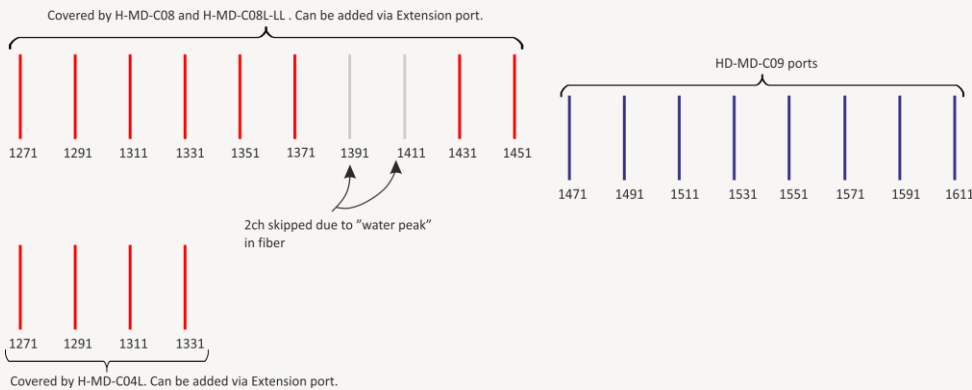 Covered by H-MD-C08 and H-MD-C08L-LL . Can be added via Extension port.
HD-MD-C09 ports
1271 1291 1311 1331 1351 1371 1391 1411 1431 1451
1471 1491 1511 1531 1551 1571 1591 1611
2ch skipped due to "water peak"
in fiber
1271 1291 1311 1331
Covered by H-MD-C04L. Can be added via Extension port.